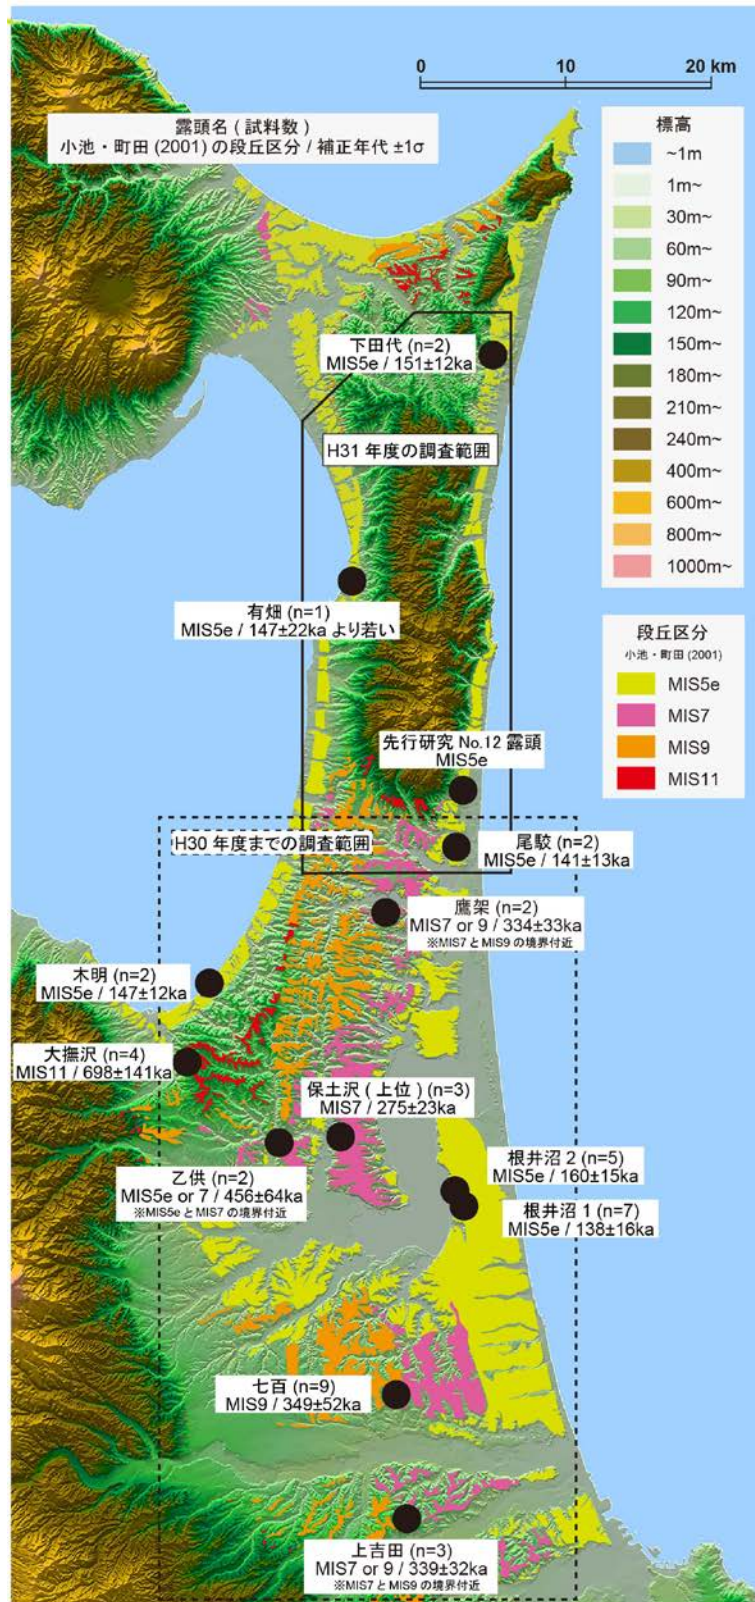 0 10 20 km
露頭名 ( 試料数 )
小池・町田 (2001) の段丘区分 / 補正年代 ±1σ
標高
~1m
1m~
30m~
60m~
90m~
120m~
150m~
180m~
210m~
240m~
400m~
600m~
800m~
1000m~
下田代 (n=2)
MIS5e / 151±12ka
H31 年度の調査範囲
有畑 (n=1)
MIS5e / 147±22ka より若い
段丘区分
小池・町田 (2001)
MIS5e
MIS7
MIS9
MIS11
先行研究 No.12 露頭
MIS5e
H30 年度までの調査範囲
尾駮 (n=2)
MIS5e / 141±13ka
鷹架 (n=2)
MIS7 or 9 / 334±33ka
※MIS7 と MIS9 の境界付近
木明 (n=2)
MIS5e / 147±12ka
大撫沢 (n=4)
MIS11 / 698±141ka
保土沢 ( 上位 ) (n=3)
MIS7 / 275±23ka
乙供 (n=2)
MIS5e or 7 / 456±64ka
※MIS5e と MIS7 の境界付近
根井沼 2 (n=5)
MIS5e / 160±15ka
根井沼 1 (n=7)
MIS5e / 138±16ka
七百 (n=9)
MIS9 / 349±52ka
上吉田 (n=3)
MIS7 or 9 / 339±32ka
※MIS7 と MIS9 の境界付近